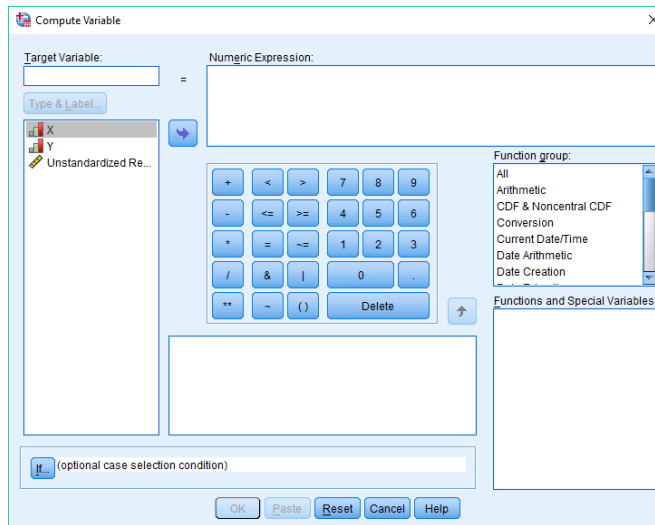 Compute Variable
Target Variable:
=
Numeric Expression:
Type & Label...
X
Y
Unstandardized Re...
+ < > 7 8 9
- <= >= 4 5 6
* = ~= 1 2 3
/ & | 0 .
** ~ ( ) Delete
Function group:
All
Arithmetic
CDF & Noncentral CDF
Conversion
Current Date/Time
Date Arithmetic
Date Creation
Functions and Special Variables:
If... (optional case selection condition)
OK Paste Reset Cancel Help